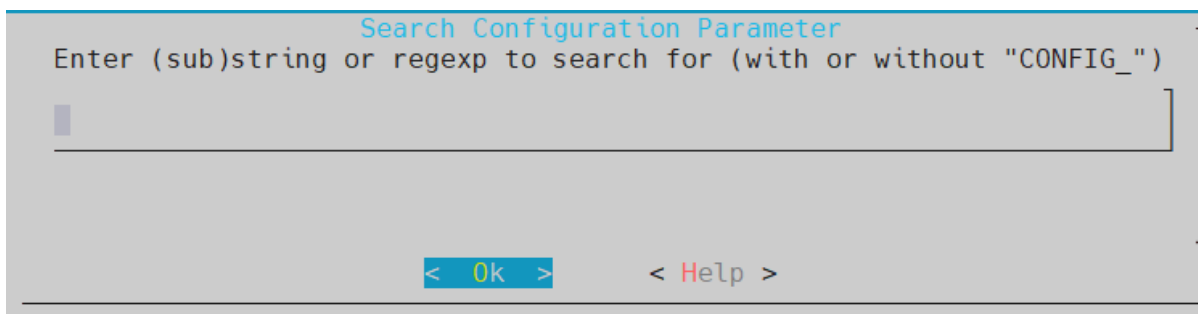 Search Configuration Parameter
Enter (sub)string or regexp to search for (with or without "CONFIG_")
< Ok > < Help >